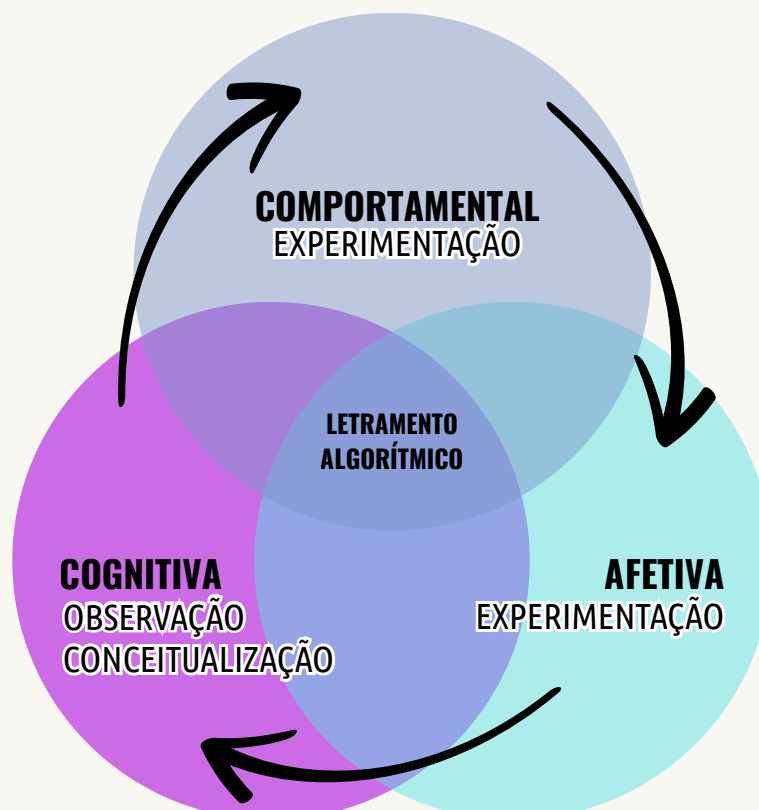 COMPORTAMENTAL
EXPERIMENTAÇÃO
LETRAMENTO
ALGORÍTMICO
COGNITIVA
OBSERVAÇÃO
CONCEITUALIZAÇÃO
AFETIVA
EXPERIMENTAÇÃO